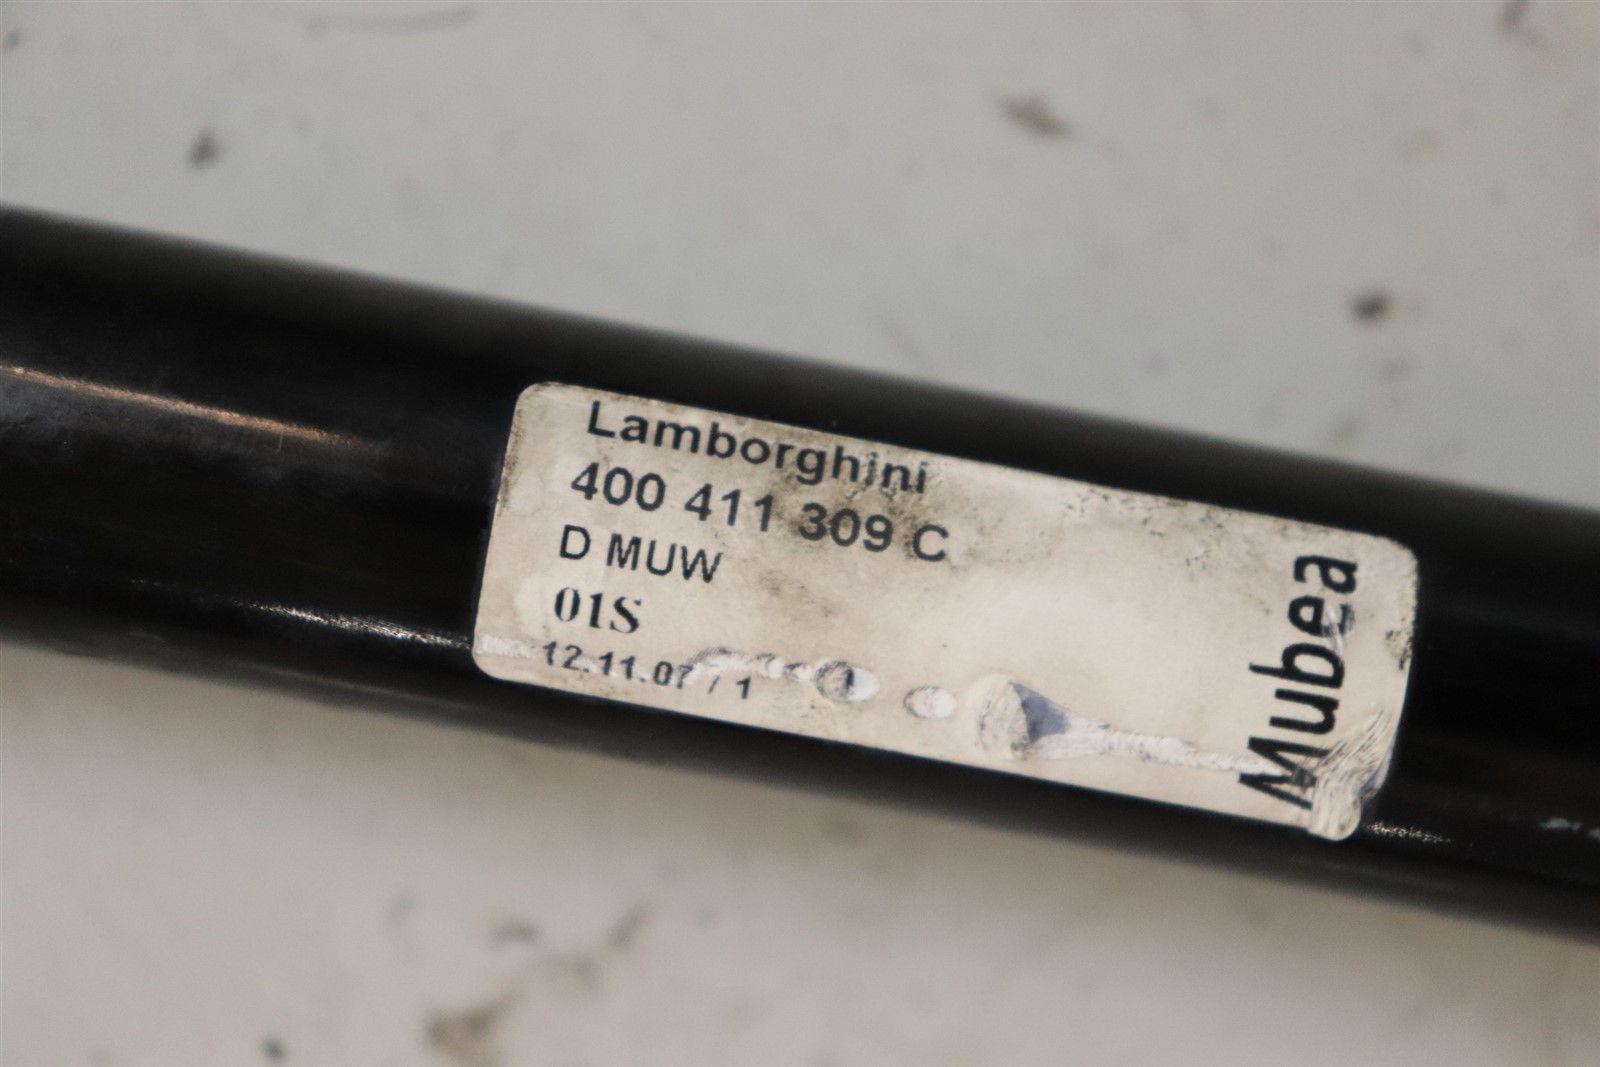 Lamborghini
400 411 309 C
D MUW
01S
12.11.07 / 1
Mubea